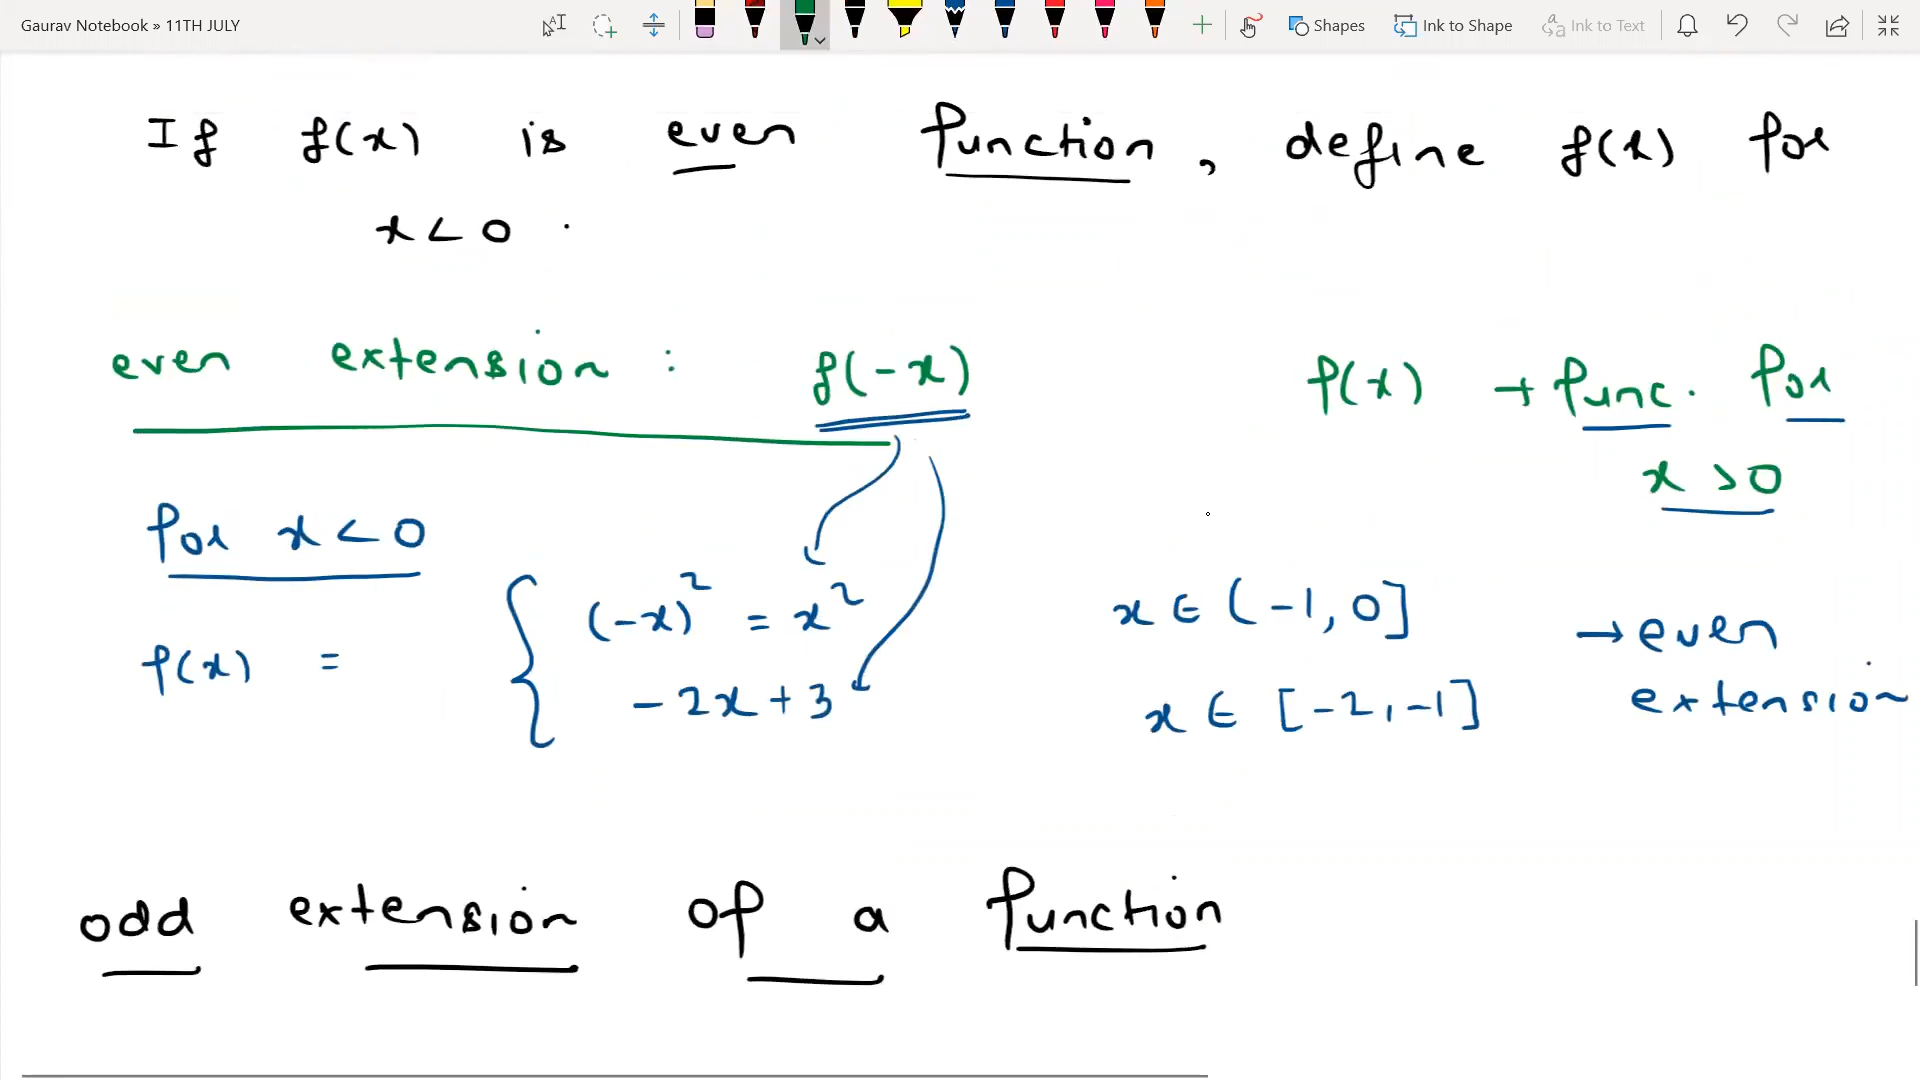 Gaurav Notebook » 11TH JULY
Shapes
Ink to Shape
Ink to Text
If f(x) is even function, define f(x) for
x < 0 .
even extension : f(-x)
f(x) → func. for
x > 0
for x < 0
f(x) = { (-x)² = x² x ∈ (-1, 0]
-2x + 3 x ∈ [-2, -1]
→ even
extension
odd extension of a function